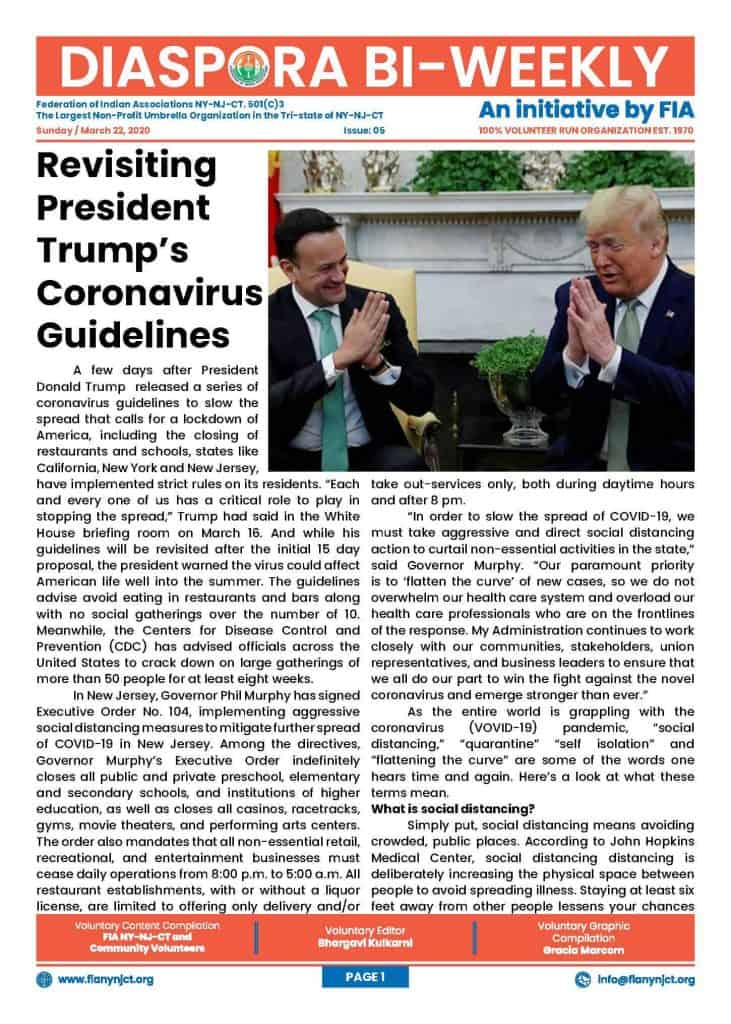 DIASPORA BI-WEEKLY
Federation of Indian Associations NY-NJ-CT. 501(C)3
The Largest Non-Profit Umbrella Organization in the Tri-state of NY-NJ-CT
Sunday / March 22, 2020
Issue: 05
An initiative by FIA
100% VOLUNTEER RUN ORGANIZATION EST. 1970
Revisiting
President
Trump's
Coronavirus
Guidelines
A few days after President
Donald Trump released a series of
coronavirus guidelines to slow the
spread that calls for a lockdown of
America, including the closing of
restaurants and schools, states like
California, New York and New Jersey,
have implemented strict rules on its residents. "Each
and every one of us has a critical role to play in
stopping the spread," Trump had said in the White
House briefing room on March 16. And while his
guidelines will be revisited after the initial 15 day
proposal, the president warned the virus could affect
American life well into the summer. The guidelines
advise avoid eating in restaurants and bars along
with no social gatherings over the number of 10.
Meanwhile, the Centers for Disease Control and
Prevention (CDC) has advised officials across the
United States to crack down on large gatherings of
more than 50 people for at least eight weeks.
In New Jersey, Governor Phil Murphy has signed
Executive Order No. 104, implementing aggressive
social distancing measures to mitigate further spread
of COVID-19 in New Jersey. Among the directives,
Governor Murphy's Executive Order indefinitely
closes all public and private preschool, elementary
and secondary schools, and institutions of higher
education, as well as closes all casinos, racetracks,
gyms, movie theaters, and performing arts centers.
The order also mandates that all non-essential retail,
recreational, and entertainment businesses must
cease daily operations from 8:00 p.m. to 5:00 a.m. All
restaurant establishments, with or without a liquor
license, are limited to offering only delivery and/or
take out-services only, both during daytime hours
and after 8 pm.
"In order to slow the spread of COVID-19, we
must take aggressive and direct social distancing
action to curtail non-essential activities in the state,"
said Governor Murphy. "Our paramount priority
is to 'flatten the curve' of new cases, so we do not
overwhelm our health care system and overload our
health care professionals who are on the frontlines
of the response. My Administration continues to work
closely with our communities, stakeholders, union
representatives, and business leaders to ensure that
we all do our part to win the fight against the novel
coronavirus and emerge stronger than ever."
As the entire world is grappling with the
coronavirus (VOVID-19) pandemic, "social
distancing," "quarantine" "self isolation" and
"flattening the curve" are some of the words one
hears time and again. Here's a look at what these
terms mean.
What is social distancing?
Simply put, social distancing means avoiding
crowded, public places. According to John Hopkins
Medical Center, social distancing distancing is
deliberately increasing the physical space between
people to avoid spreading illness. Staying at least six
feet away from other people lessens your chances
Voluntary Content Compilation
FIA NY-NJ-CT and
Community Volunteers
Voluntary Editor
Bhargavi Kulkarni
Voluntary Graphic
Compilation
Gracia Marcom
www.fianynjct.org
PAGE 1
info@fianynjct.org